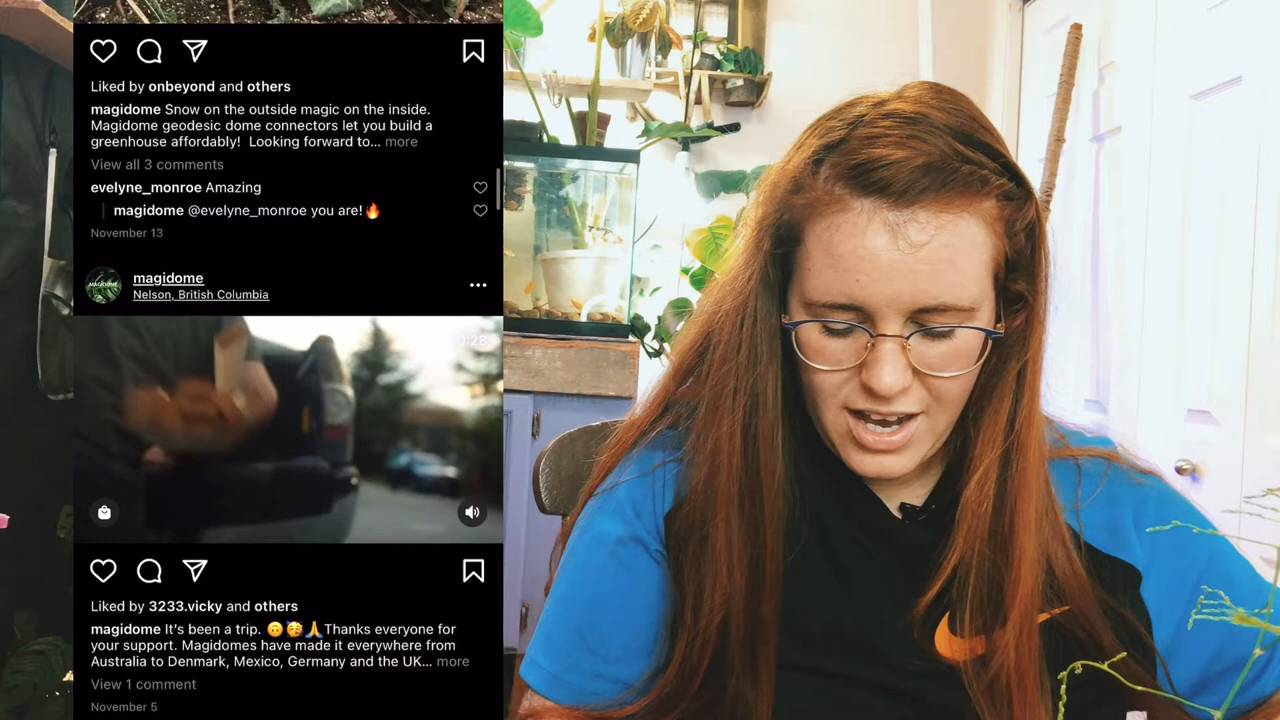 Liked by onbeyond and others
magidome Snow on the outside magic on the inside.
Magidome geodesic dome connectors let you build a
greenhouse affordably! Looking forward to... more
View all 3 comments
evelyne_monroe Amazing
magidome @evelyne_monroe you are!🔥
November 13
MAGIDOME
magidome
Nelson, British Columbia
0:28
Liked by 3233.vicky and others
magidome It's been a trip. 🙃🥳🙏Thanks everyone for
your support. Magidomes have made it everywhere from
Australia to Denmark, Mexico, Germany and the UK... more
View 1 comment
November 5